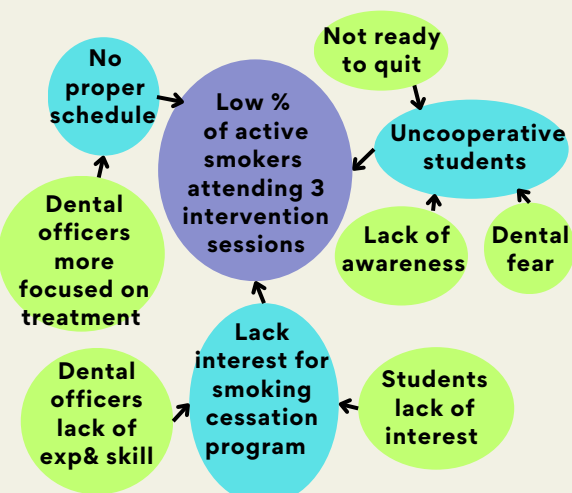 No
proper
schedule
Low %
of active
smokers
attending 3
intervention
sessions
Not ready
to quit
Uncooperative
students
Lack of
awareness
Dental
fear
Dental
officers
more
focused on
treatment
Lack
interest for
smoking
cessation
program
Dental
officers
lack of
exp& skill
Students
lack of
interest